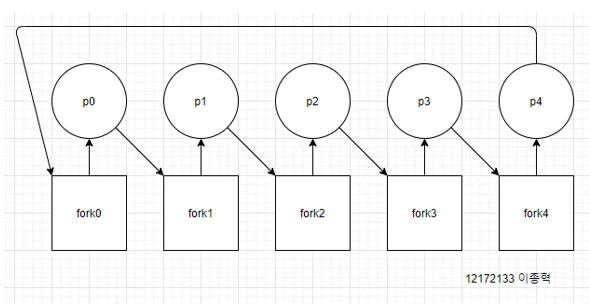 p0 p1 p2 p3 p4
fork0 fork1 fork2 fork3 fork4
12172133 이종혁